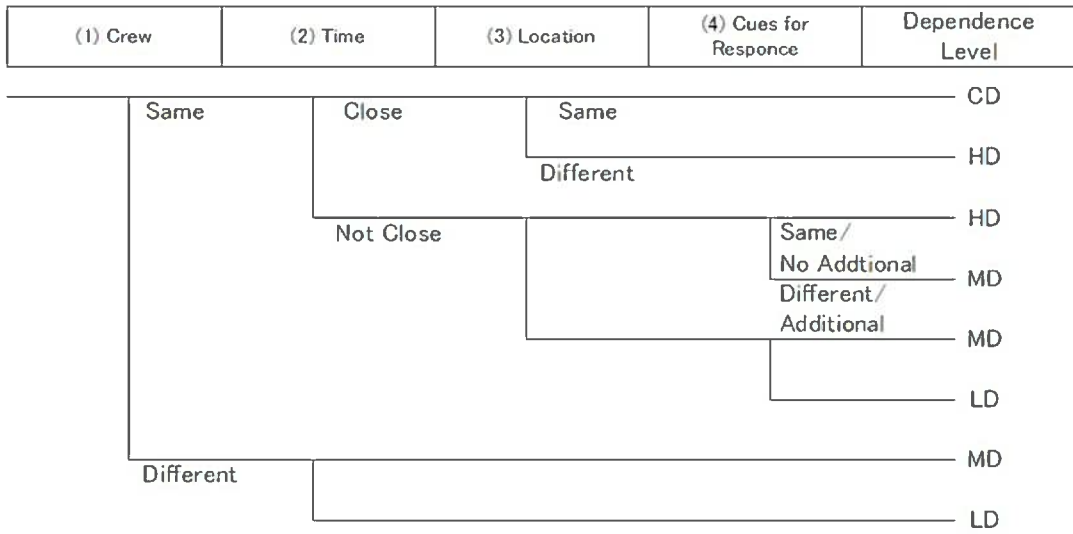 (1) Crew
(2) Time
(3) Location
(4) Cues for
Responce
Dependence
Level
Same
Close
Same
CD
Different
HD
Not Close
HD
Same/
No Addtional
MD
Different/
Additional
MD
LD
Different
MD
LD